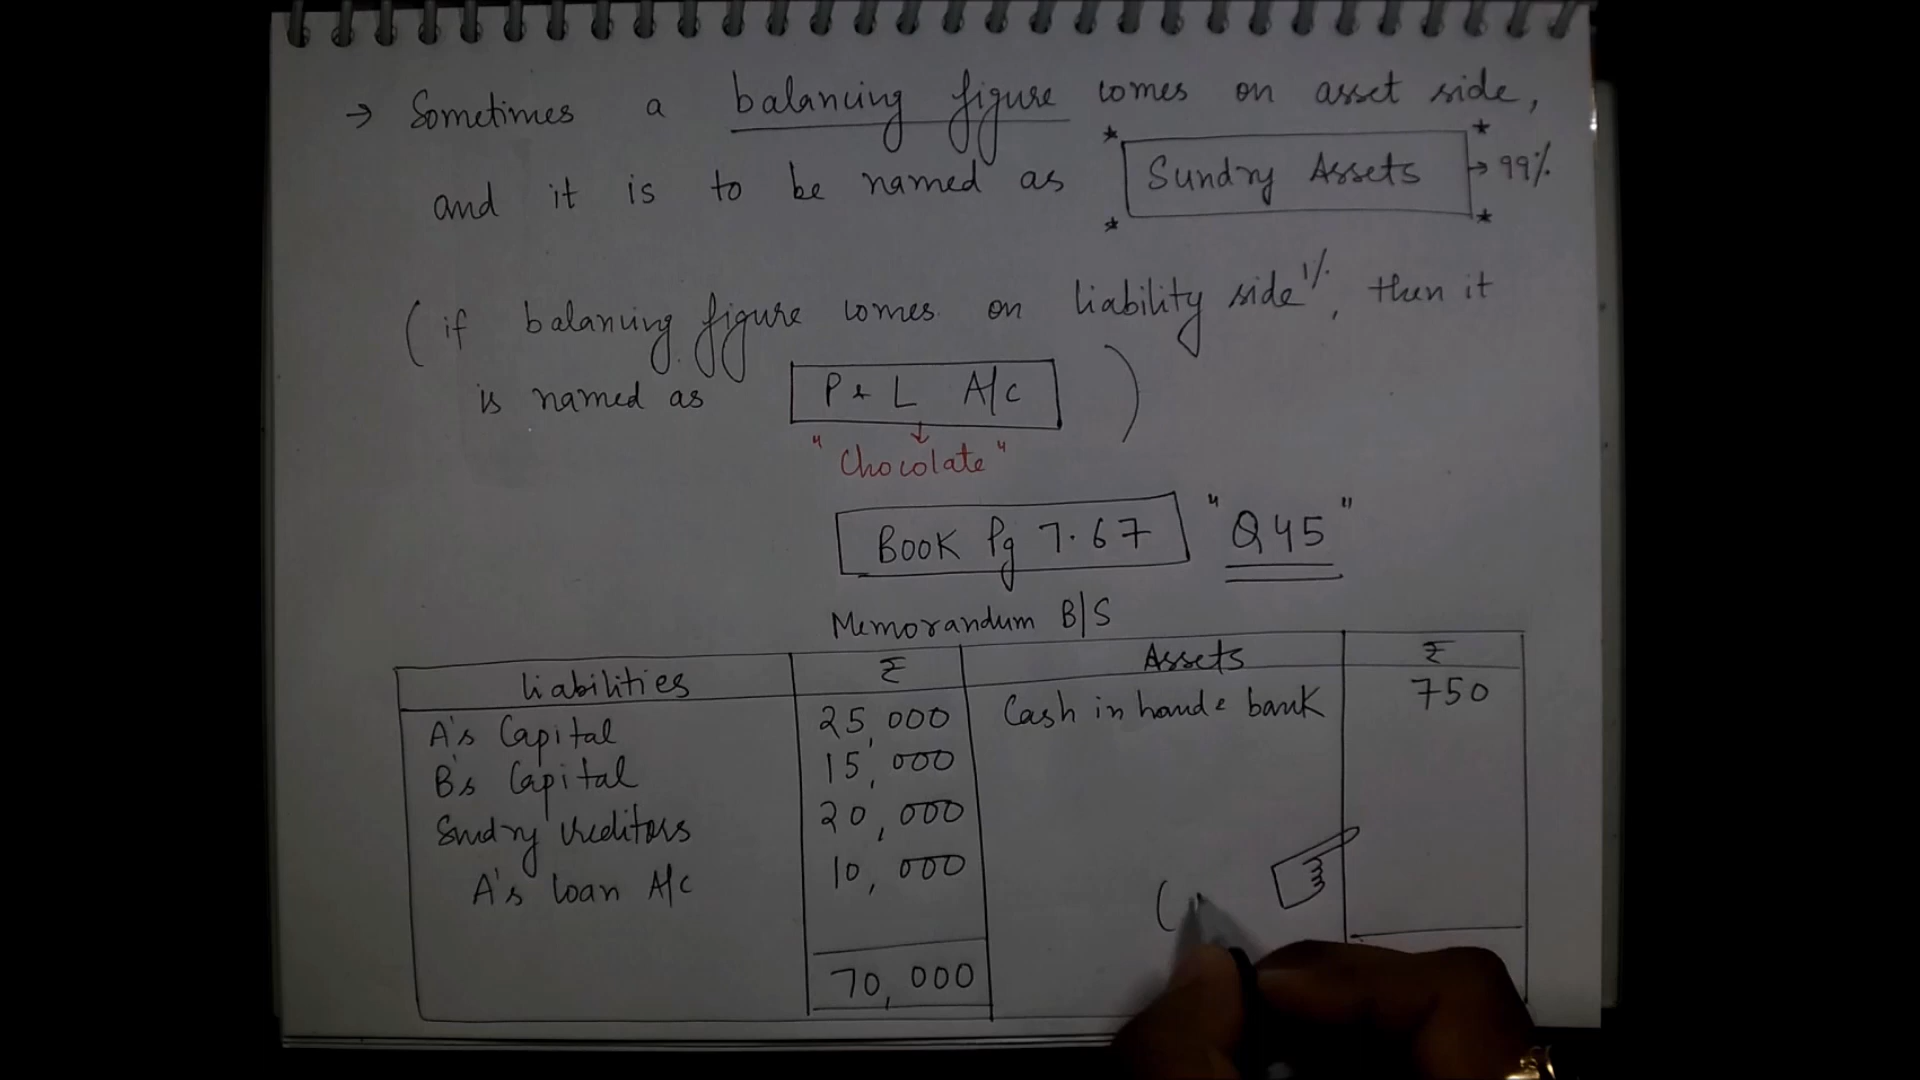 → Sometimes a balancing figure comes on asset side,
and it is to be named as Sundry Assets → 99%
(if balancing figure comes on liability side 1%, then it
is named as P & L A/c)
"Chocolate"
BOOK Pg 7.67 "Q45"
Memorandum B/S
Liabilities ₹ Assets ₹
A's Capital 25,000 Cash in hand & bank 750
B's Capital 15,000
Sundry Creditors 20,000
A's loan A/c 10,000
(
70,000